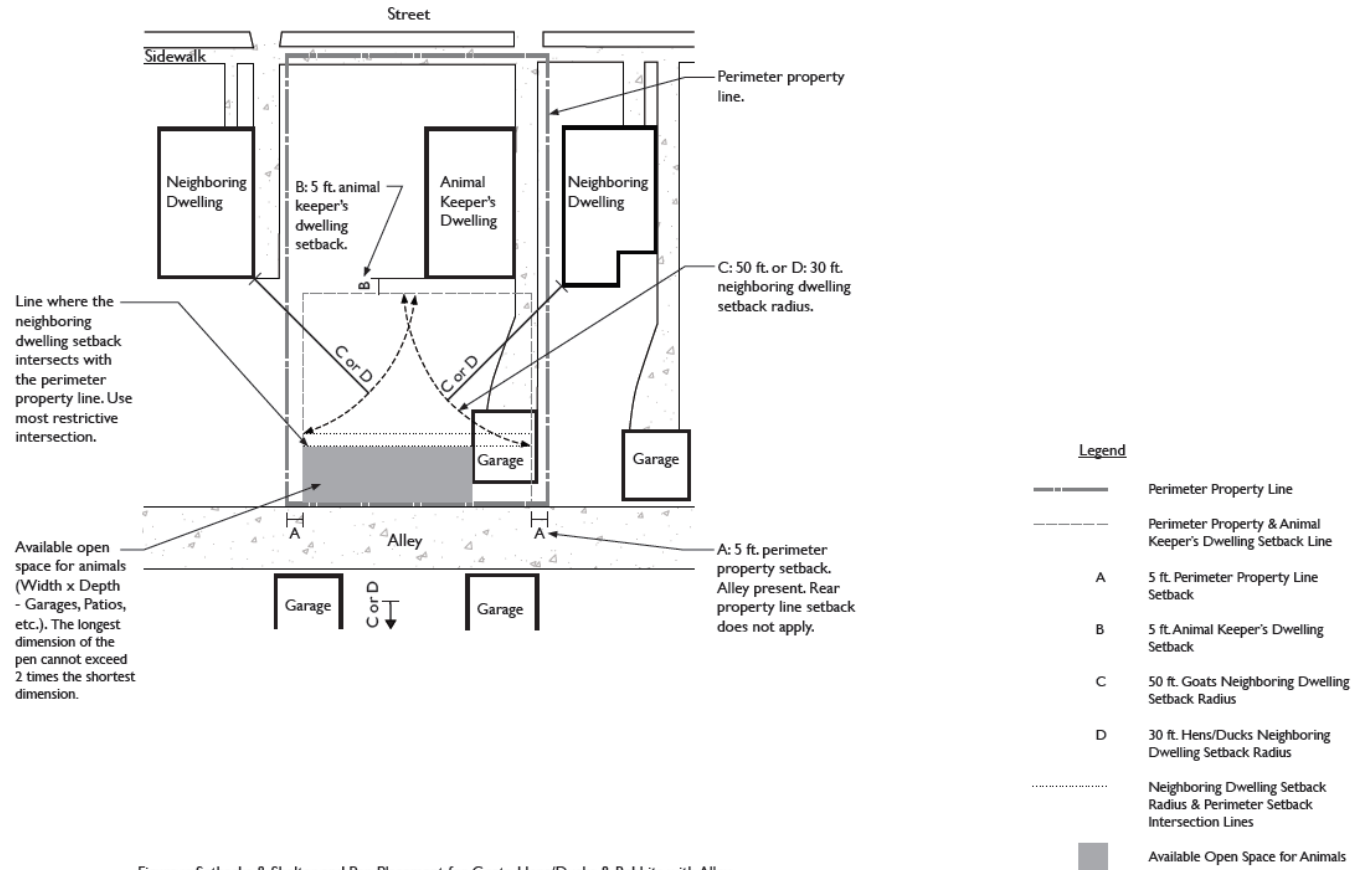 Street
Sidewalk
Perimeter property
line.
Neighboring
Dwelling
B: 5 ft. animal
keeper's
dwelling
setback.
Animal
Keeper's
Dwelling
Neighboring
Dwelling
C: 50 ft. or D: 30 ft.
neighboring dwelling
setback radius.
B
Line where the
neighboring
dwelling setback
intersects with
the perimeter
property line. Use
most restrictive
intersection.
C or D
C or D
Garage
Garage
A
Alley
A
Available open
space for animals
(Width x Depth
- Garages, Patios,
etc.). The longest
dimension of the
pen cannot exceed
2 times the shortest
dimension.
A: 5 ft. perimeter
property setback.
Alley present. Rear
property line setback
does not apply.
Garage
C or D
Garage
Legend
Perimeter Property Line
Perimeter Property & Animal
Keeper's Dwelling Setback Line
A
5 ft. Perimeter Property Line
Setback
B
5 ft. Animal Keeper's Dwelling
Setback
C
50 ft. Goats Neighboring Dwelling
Setback Radius
D
30 ft. Hens/Ducks Neighboring
Dwelling Setback Radius
Neighboring Dwelling Setback
Radius & Perimeter Setback
Intersection Lines
Available Open Space for Animals